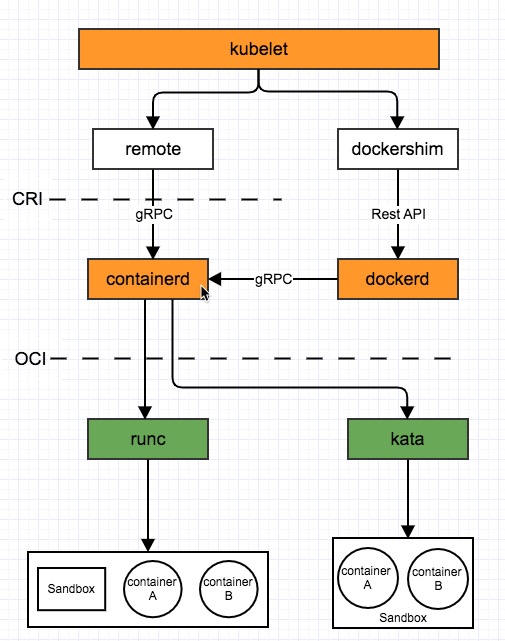 kubelet
remote
dockershim
CRI
gRPC
Rest API
containerd
gRPC
dockerd
OCI
runc
kata
Sandbox
container
A
container
B
container
A
container
B
Sandbox